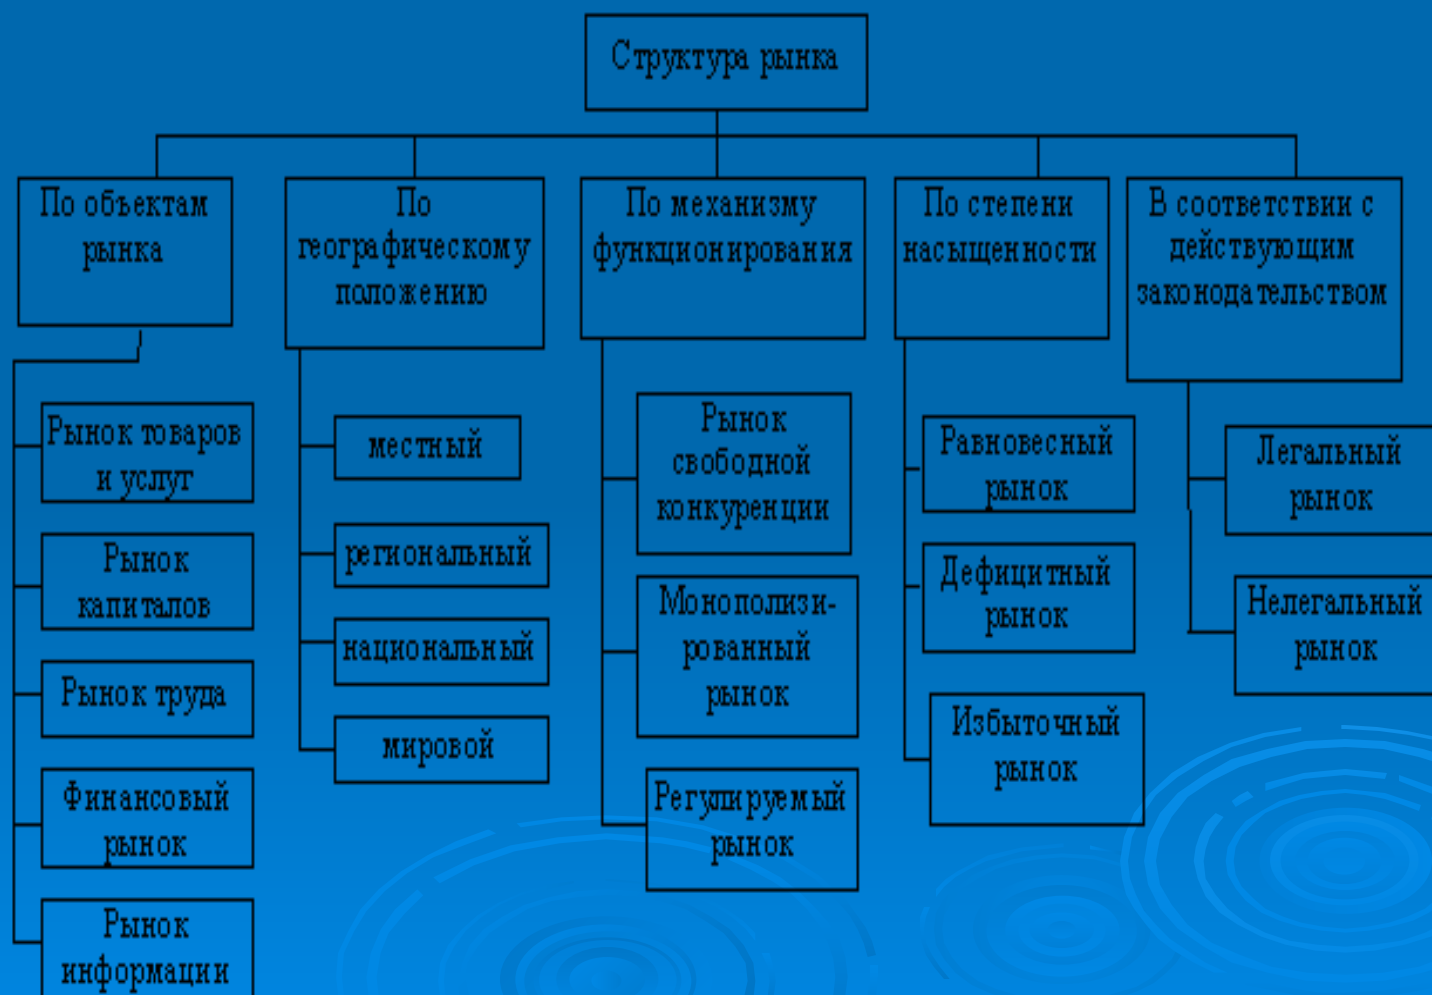 Структура рынка
По объектам
рынка
Рынок товаров
и услуг
Рынок
капиталов
Рынок труда
Финансовый
рынок
Рынок
информации
По
географическому
положению
местный
региональный
национальный
мировой
По механизму
функционирования
Рынок
свободной
конкуренции
Монополизи-
рованный
рынок
Регулируемый
рынок
По степени
насыщенности
Равновесный
рынок
Дефицитный
рынок
Избыточный
рынок
В соответствии с
действующим
законодательством
Легальный
рынок
Нелегальный
рынок